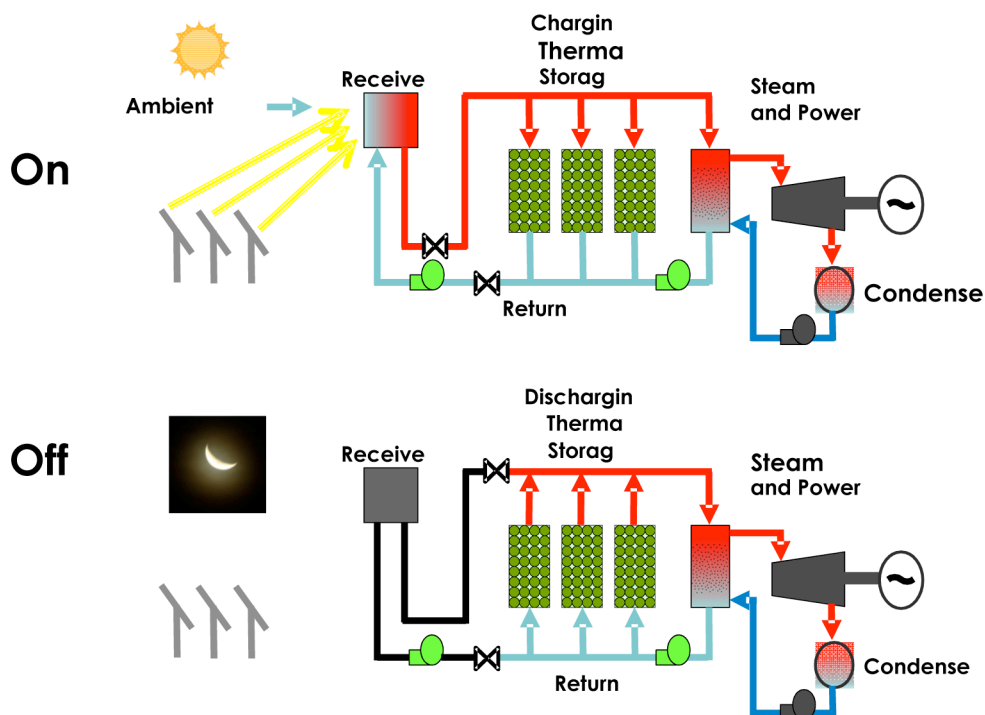 Chargin
Therma
Storag
Receive
Steam
and Power
Ambient
On
Condense
Return
Dischargin
Therma
Storag
Off
Receive
Steam
and Power
Condense
Return